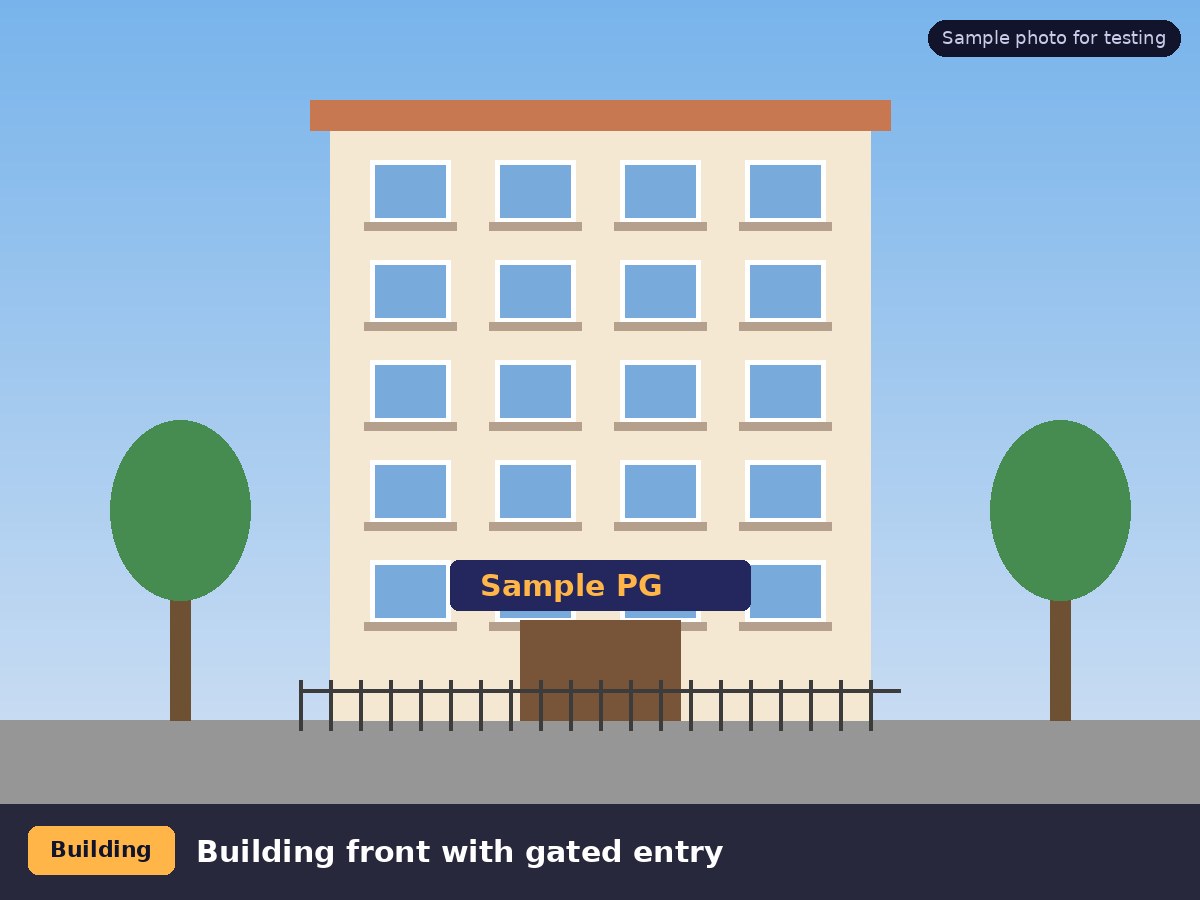 Sample photo for testing
Sample PG
Building
Building front with gated entry